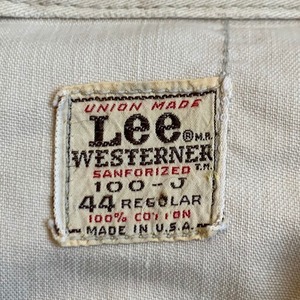 UNION MADE
Lee ® M.R.
WESTERNER
SANFORIZED T.M.
100-J
44 REGULAR
100% COTTON
MADE IN U.S.A.